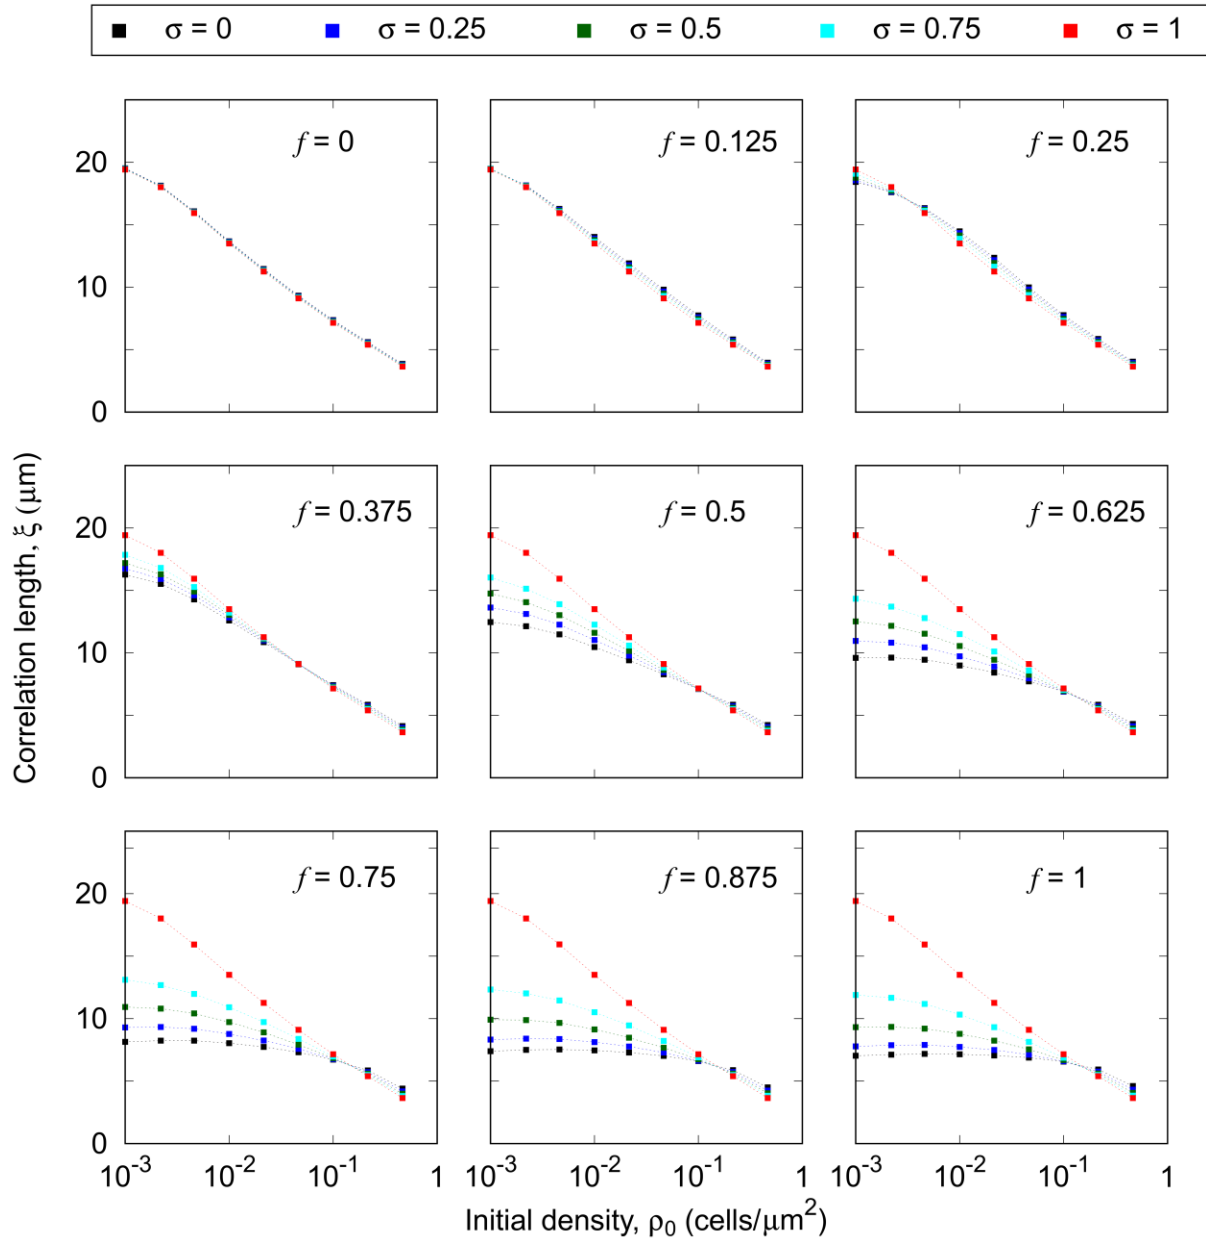 σ = 0 σ = 0.25 σ = 0.5 σ = 0.75 σ = 1
f = 0 f = 0.125 f = 0.25
20
10
0
f = 0.375 f = 0.5 f = 0.625
20
10
0
Correlation length, ξ (μm)
f = 0.75 f = 0.875 f = 1
20
10
0
10⁻³ 10⁻² 10⁻¹ 1 10⁻³ 10⁻² 10⁻¹ 1 10⁻³ 10⁻² 10⁻¹ 1
Initial density, ρ₀ (cells/μm²)